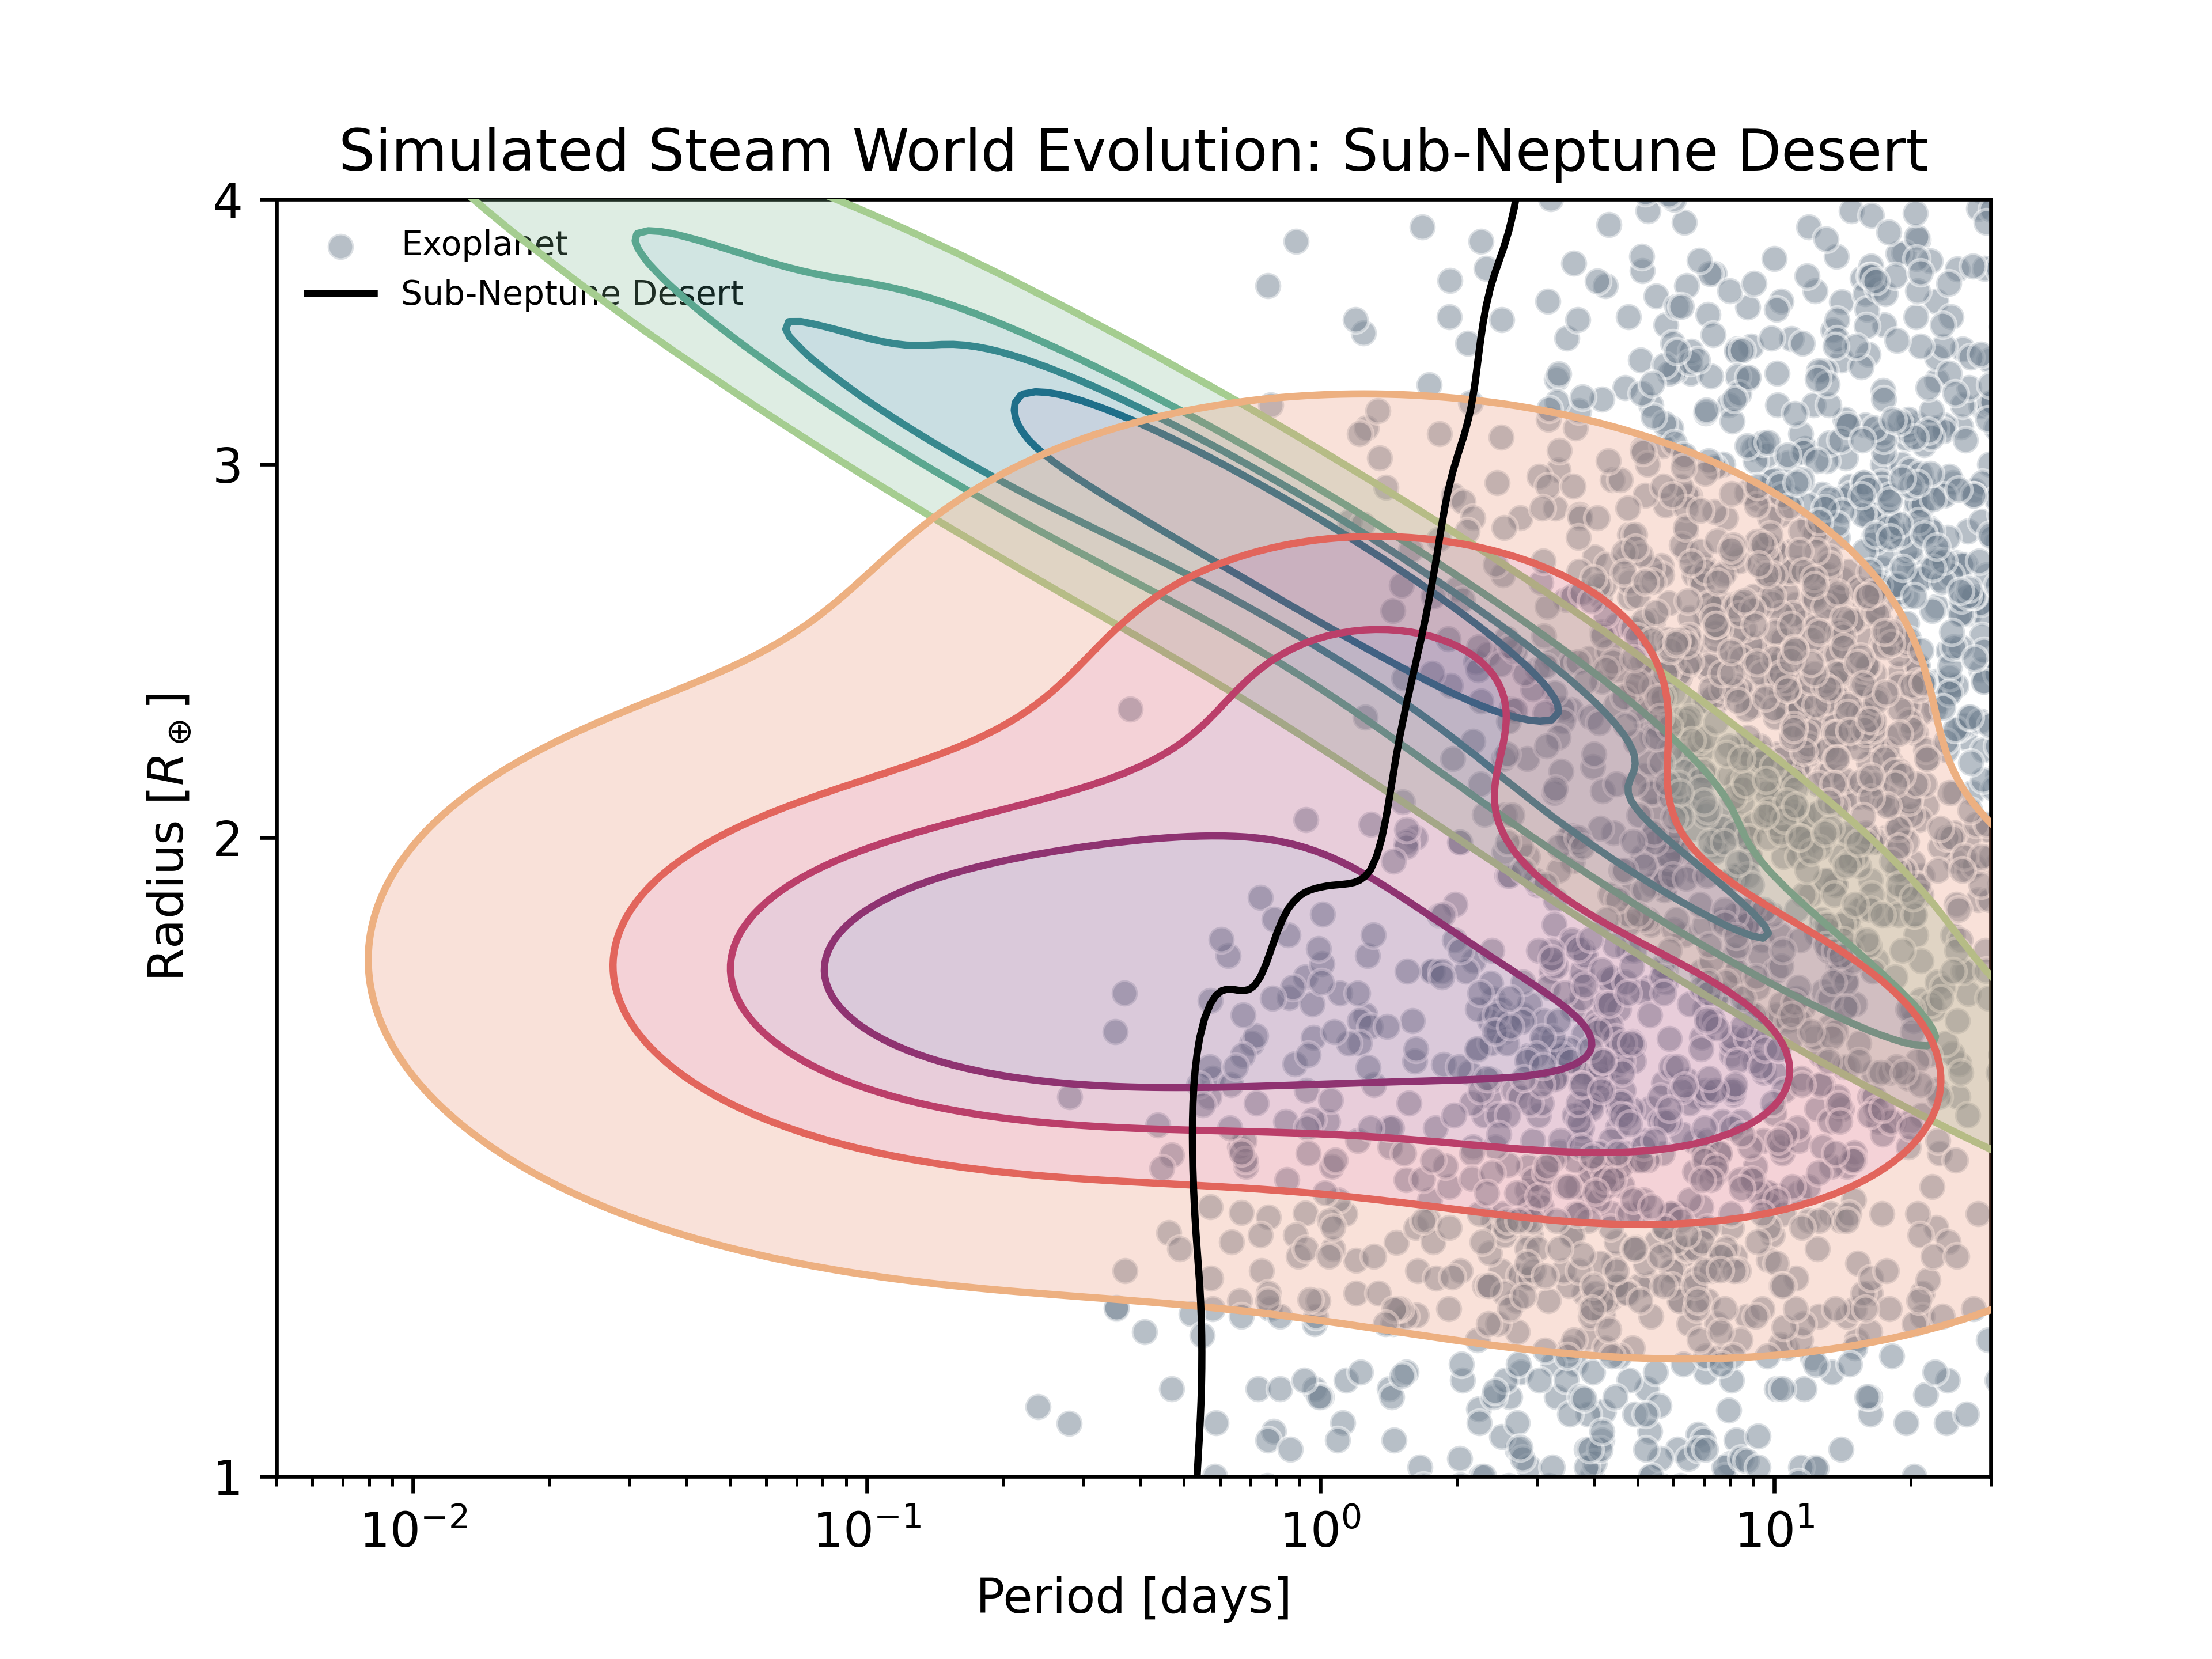 Simulated Steam World Evolution: Sub-Neptune Desert
4
Exoplanet
Sub-Neptune Desert
3
2
1
Radius [R⊕]
10⁻² 10⁻¹ 10⁰ 10¹
Period [days]